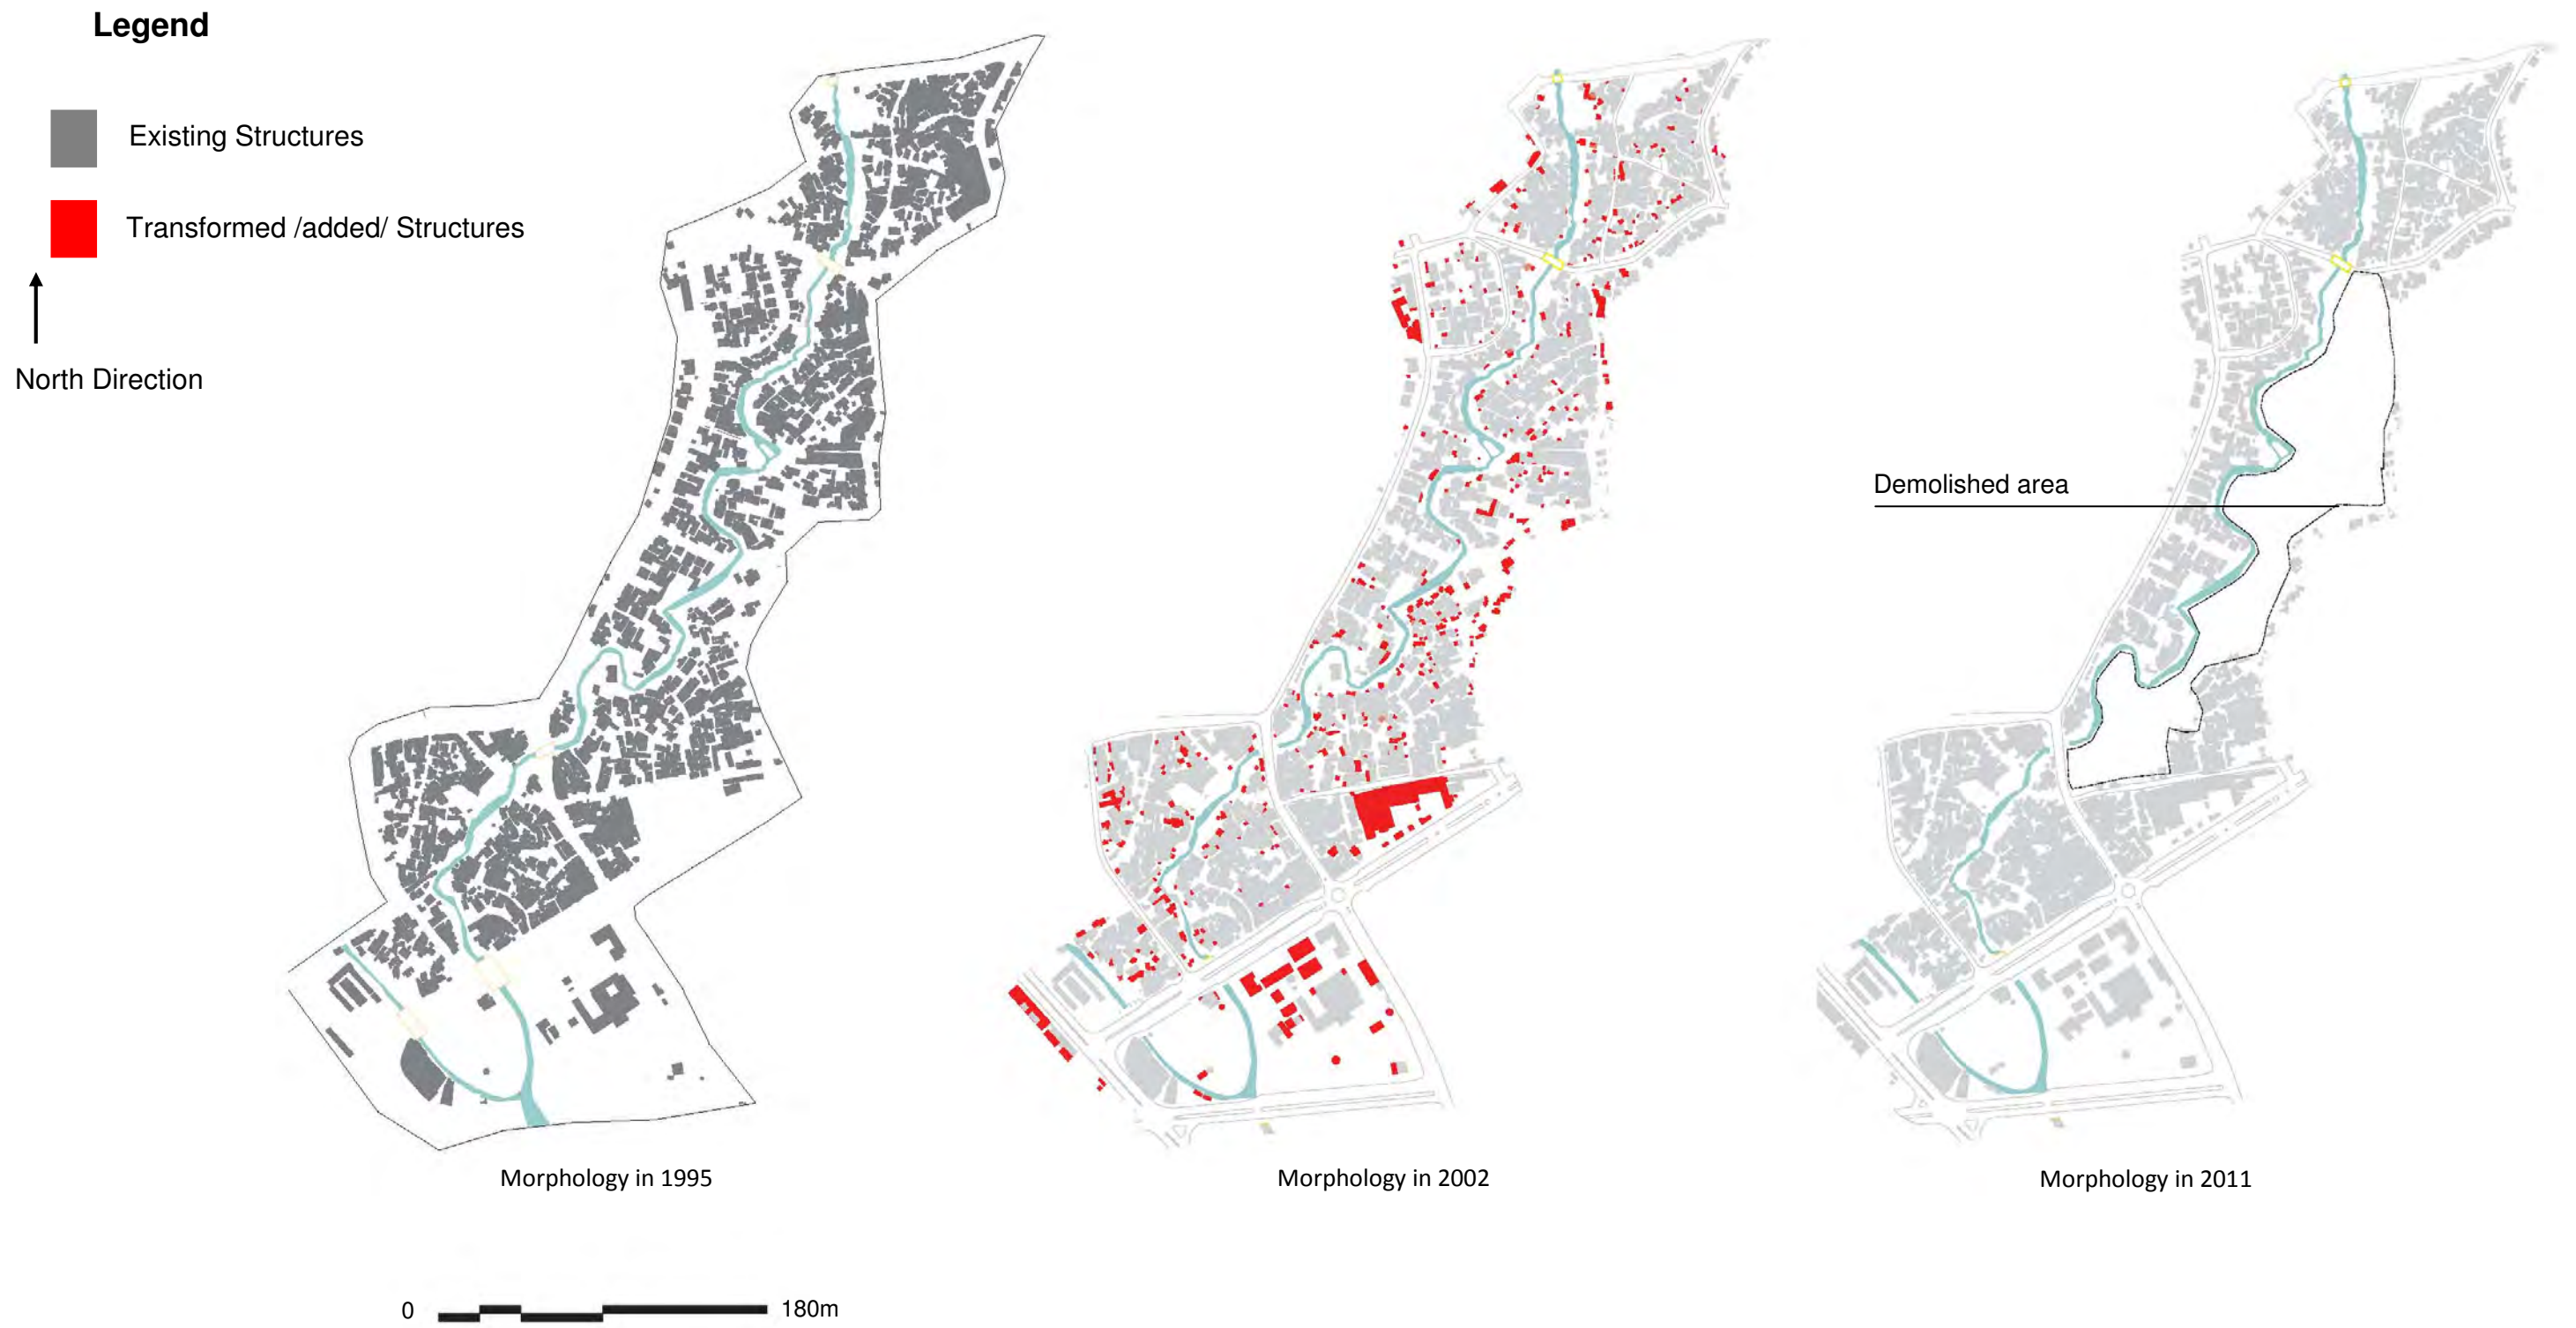 Legend
Existing Structures
Transformed /added/ Structures
North Direction
Demolished area
Morphology in 1995
Morphology in 2002
Morphology in 2011
0
180m